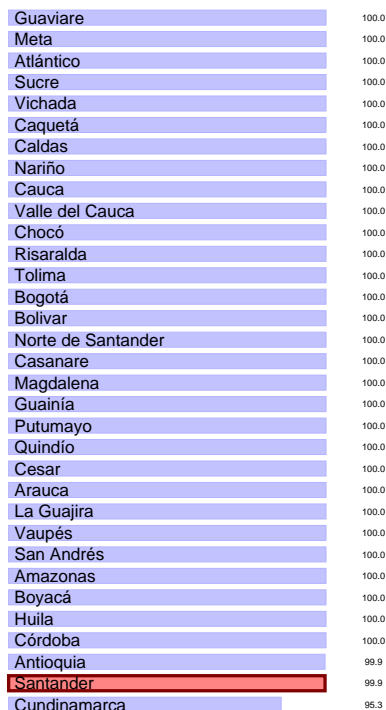 Guaviare 100.0
Meta 100.0
Atlántico 100.0
Sucre 100.0
Vichada 100.0
Caquetá 100.0
Caldas 100.0
Nariño 100.0
Cauca 100.0
Valle del Cauca 100.0
Chocó 100.0
Risaralda 100.0
Tolima 100.0
Bogotá 100.0
Bolivar 100.0
Norte de Santander 100.0
Casanare 100.0
Magdalena 100.0
Guainía 100.0
Putumayo 100.0
Quindío 100.0
Cesar 100.0
Arauca 100.0
La Guajira 100.0
Vaupés 100.0
San Andrés 100.0
Amazonas 100.0
Boyacá 100.0
Huila 100.0
Córdoba 100.0
Antioquia 99.9
Santander 99.9
Cundinamarca 95.3